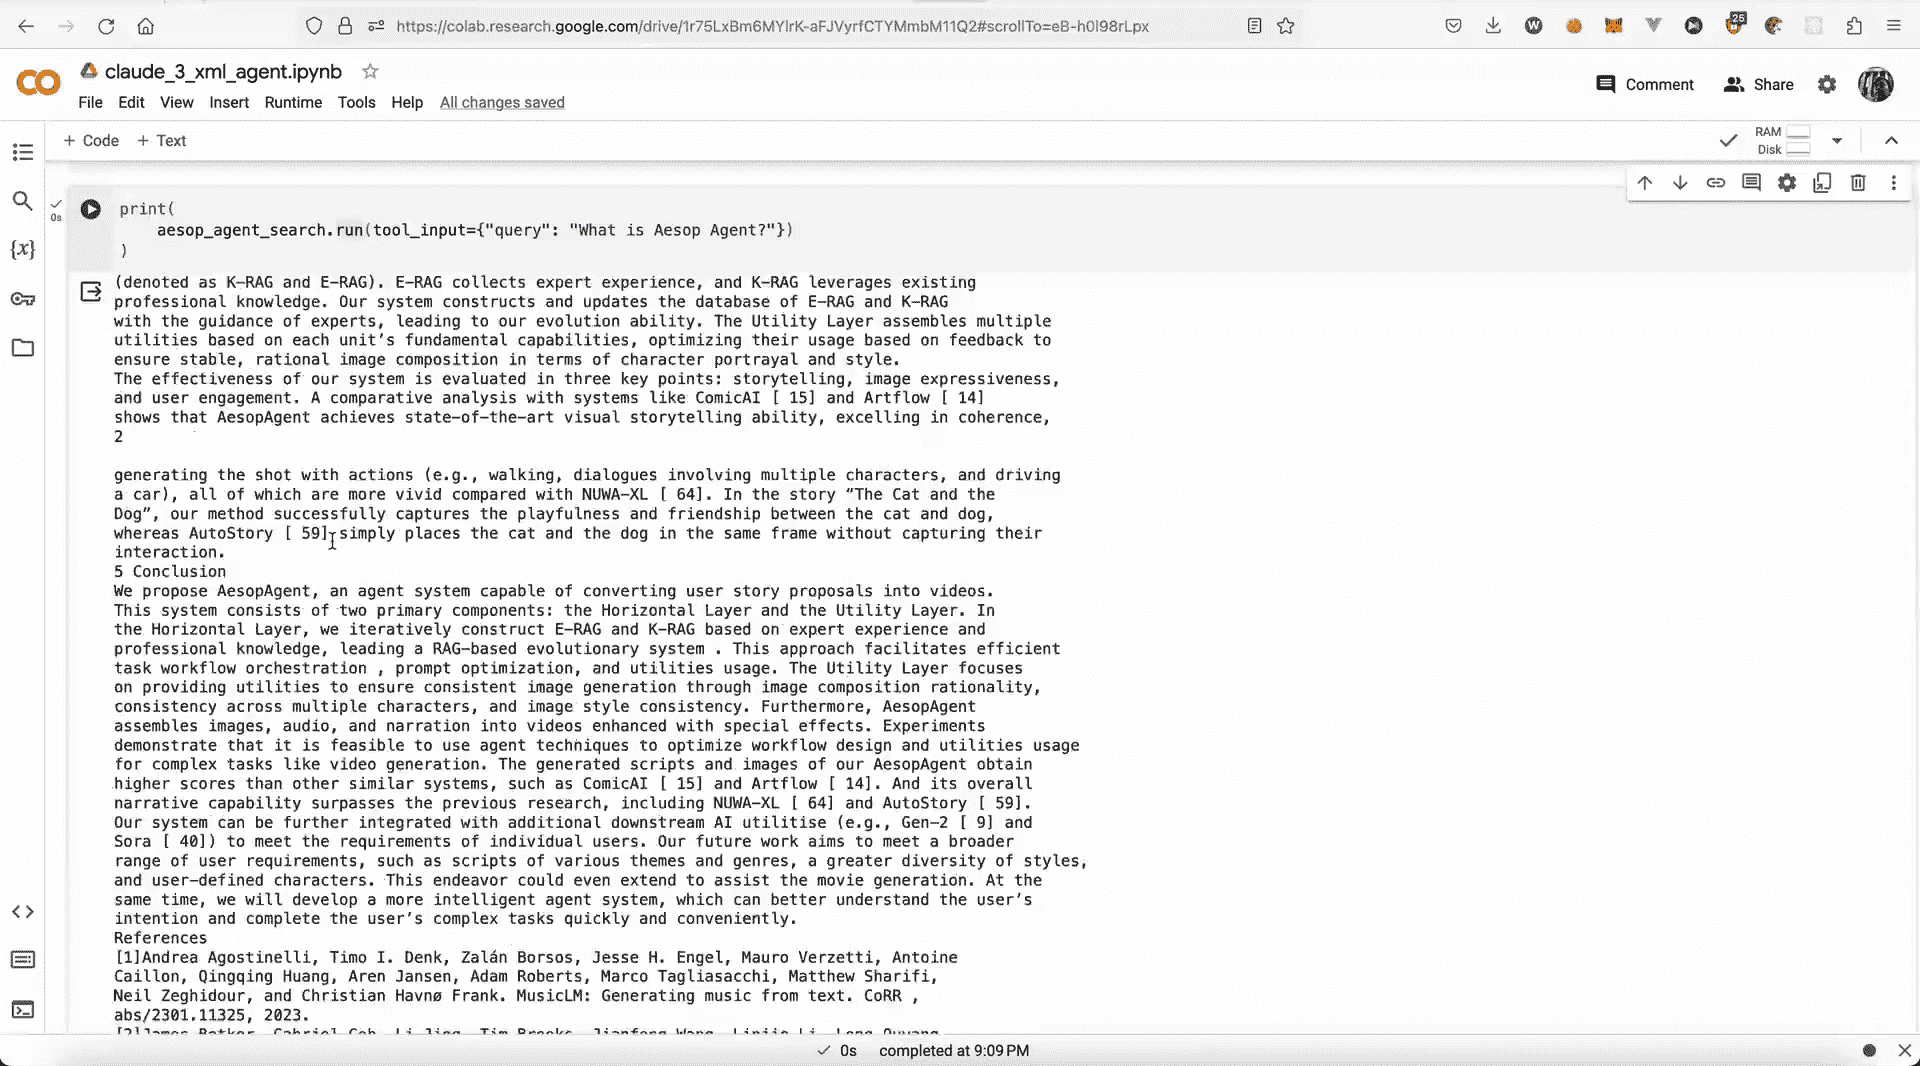 https://colab.research.google.com/drive/1r75LxBm6MYlrK-aFJVyrfCTYMmbM11Q2#scrollTo=eB-h0l98rLpx
25
claude_3_xml_agent.ipynb
File Edit View Insert Runtime Tools Help All changes saved
Comment Share
+ Code + Text
RAM
Disk
0s
print(
aesop_agent_search.run(tool_input={"query": "What is Aesop Agent?"})
)
(denoted as K-RAG and E-RAG). E-RAG collects expert experience, and K-RAG leverages existing
professional knowledge. Our system constructs and updates the database of E-RAG and K-RAG
with the guidance of experts, leading to our evolution ability. The Utility Layer assembles multiple
utilities based on each unit’s fundamental capabilities, optimizing their usage based on feedback to
ensure stable, rational image composition in terms of character portrayal and style.
The effectiveness of our system is evaluated in three key points: storytelling, image expressiveness,
and user engagement. A comparative analysis with systems like ComicAI [ 15] and Artflow [ 14]
shows that AesopAgent achieves state-of-the-art visual storytelling ability, excelling in coherence,
2
generating the shot with actions (e.g., walking, dialogues involving multiple characters, and driving
a car), all of which are more vivid compared with NUWA-XL [ 64]. In the story “The Cat and the
Dog”, our method successfully captures the playfulness and friendship between the cat and dog,
whereas AutoStory [ 59] simply places the cat and the dog in the same frame without capturing their
interaction.
5 Conclusion
We propose AesopAgent, an agent system capable of converting user story proposals into videos.
This system consists of two primary components: the Horizontal Layer and the Utility Layer. In
the Horizontal Layer, we iteratively construct E-RAG and K-RAG based on expert experience and
professional knowledge, leading a RAG-based evolutionary system . This approach facilitates efficient
task workflow orchestration , prompt optimization, and utilities usage. The Utility Layer focuses
on providing utilities to ensure consistent image generation through image composition rationality,
consistency across multiple characters, and image style consistency. Furthermore, AesopAgent
assembles images, audio, and narration into videos enhanced with special effects. Experiments
demonstrate that it is feasible to use agent techniques to optimize workflow design and utilities usage
for complex tasks like video generation. The generated scripts and images of our AesopAgent obtain
higher scores than other similar systems, such as ComicAI [ 15] and Artflow [ 14]. And its overall
narrative capability surpasses the previous research, including NUWA-XL [ 64] and AutoStory [ 59].
Our system can be further integrated with additional downstream AI utilitise (e.g., Gen-2 [ 9] and
Sora [ 40]) to meet the requirements of individual users. Our future work aims to meet a broader
range of user requirements, such as scripts of various themes and genres, a greater diversity of styles,
and user-defined characters. This endeavor could even extend to assist the movie generation. At the
same time, we will develop a more intelligent agent system, which can better understand the user’s
intention and complete the user’s complex tasks quickly and conveniently.
References
[1]Andrea Agostinelli, Timo I. Denk, Zalán Borsos, Jesse H. Engel, Mauro Verzetti, Antoine
Caillon, Qingqing Huang, Aren Jansen, Adam Roberts, Marco Tagliasacchi, Matthew Sharifi,
Neil Zeghidour, and Christian Havnø Frank. MusicLM: Generating music from text. CoRR ,
abs/2301.11325, 2023.
0s completed at 9:09 PM